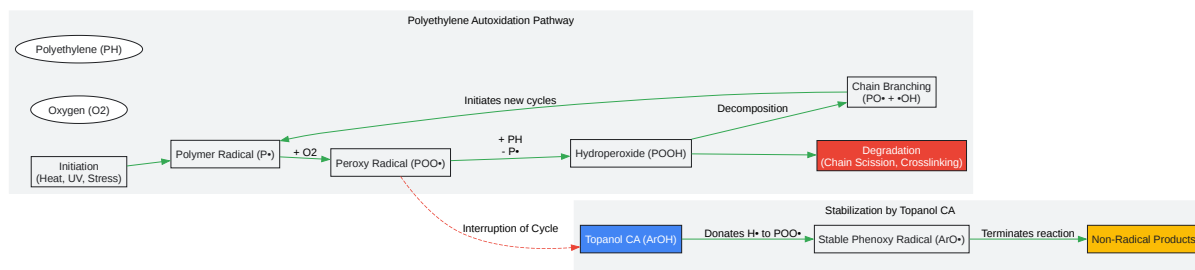 Polyethylene Autoxidation Pathway
Polyethylene (PH)
Oxygen (O2)
Initiation
(Heat, UV, Stress)
Polymer Radical (P•)
+ O2
Peroxy Radical (POO•)
+ PH
- P•
Hydroperoxide (POOH)
Initiates new cycles
Decomposition
Chain Branching
(PO• + •OH)
Degradation
(Chain Scission, Crosslinking)
Interruption of Cycle
Stabilization by Topanol CA
Topanol CA (ArOH)
Donates H• to POO•
Stable Phenoxy Radical (ArO•)
Terminates reaction
Non-Radical Products